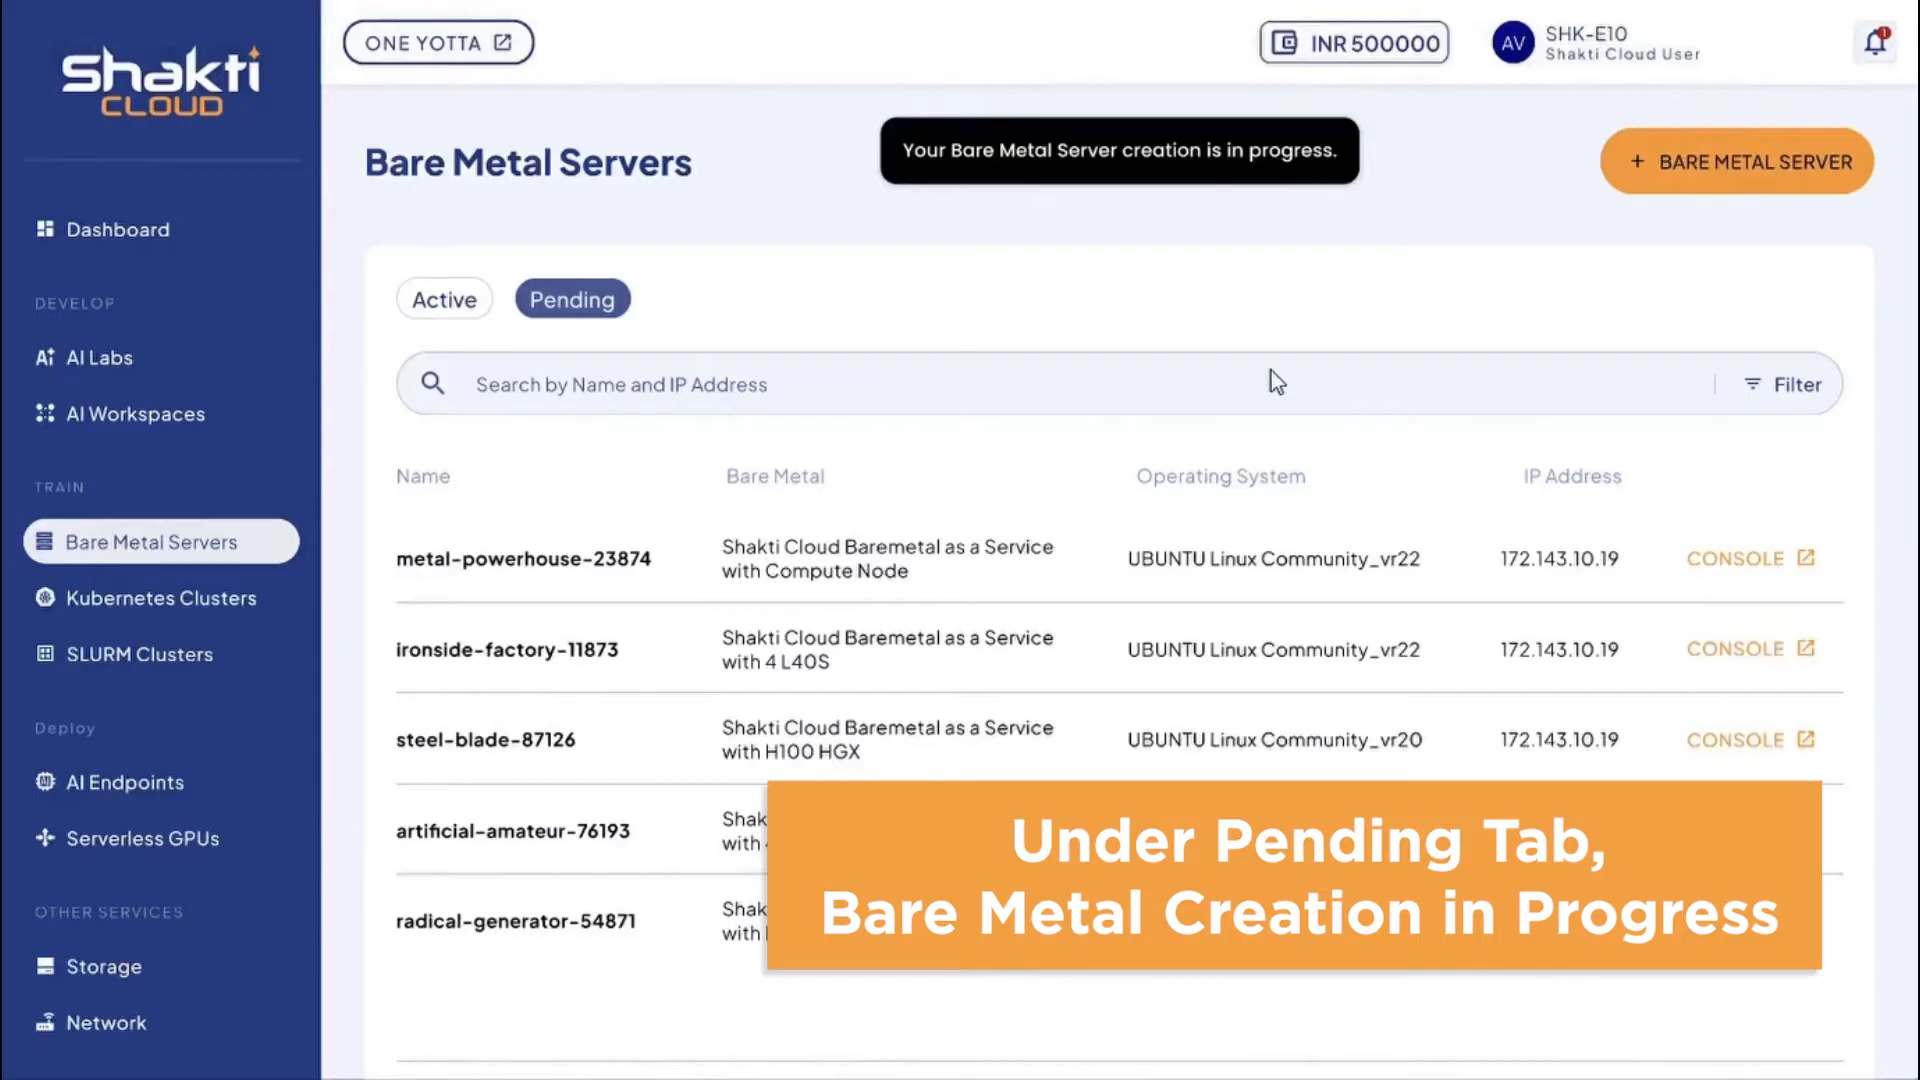 Shakti
CLOUD
Dashboard
DEVELOP
AI Labs
AI Workspaces
TRAIN
Bare Metal Servers
Kubernetes Clusters
SLURM Clusters
Deploy
AI Endpoints
Serverless GPUs
OTHER SERVICES
Storage
Network
ONE YOTTA
INR 500000
AV
SHK-E10
Shakti Cloud User
Bare Metal Servers
Your Bare Metal Server creation is in progress.
+ BARE METAL SERVER
Active
Pending
Search by Name and IP Address
Filter
Name Bare Metal Operating System IP Address
metal-powerhouse-23874
Shakti Cloud Baremetal as a Service
with Compute Node
UBUNTU Linux Community_vr22
172.143.10.19
CONSOLE
ironside-factory-11873
Shakti Cloud Baremetal as a Service
with 4 L40S
UBUNTU Linux Community_vr22
172.143.10.19
CONSOLE
steel-blade-87126
Shakti Cloud Baremetal as a Service
with H100 HGX
UBUNTU Linux Community_vr20
172.143.10.19
CONSOLE
artificial-amateur-76193
with
radical-generator-54871
with
Under Pending Tab,
Bare Metal Creation in Progress